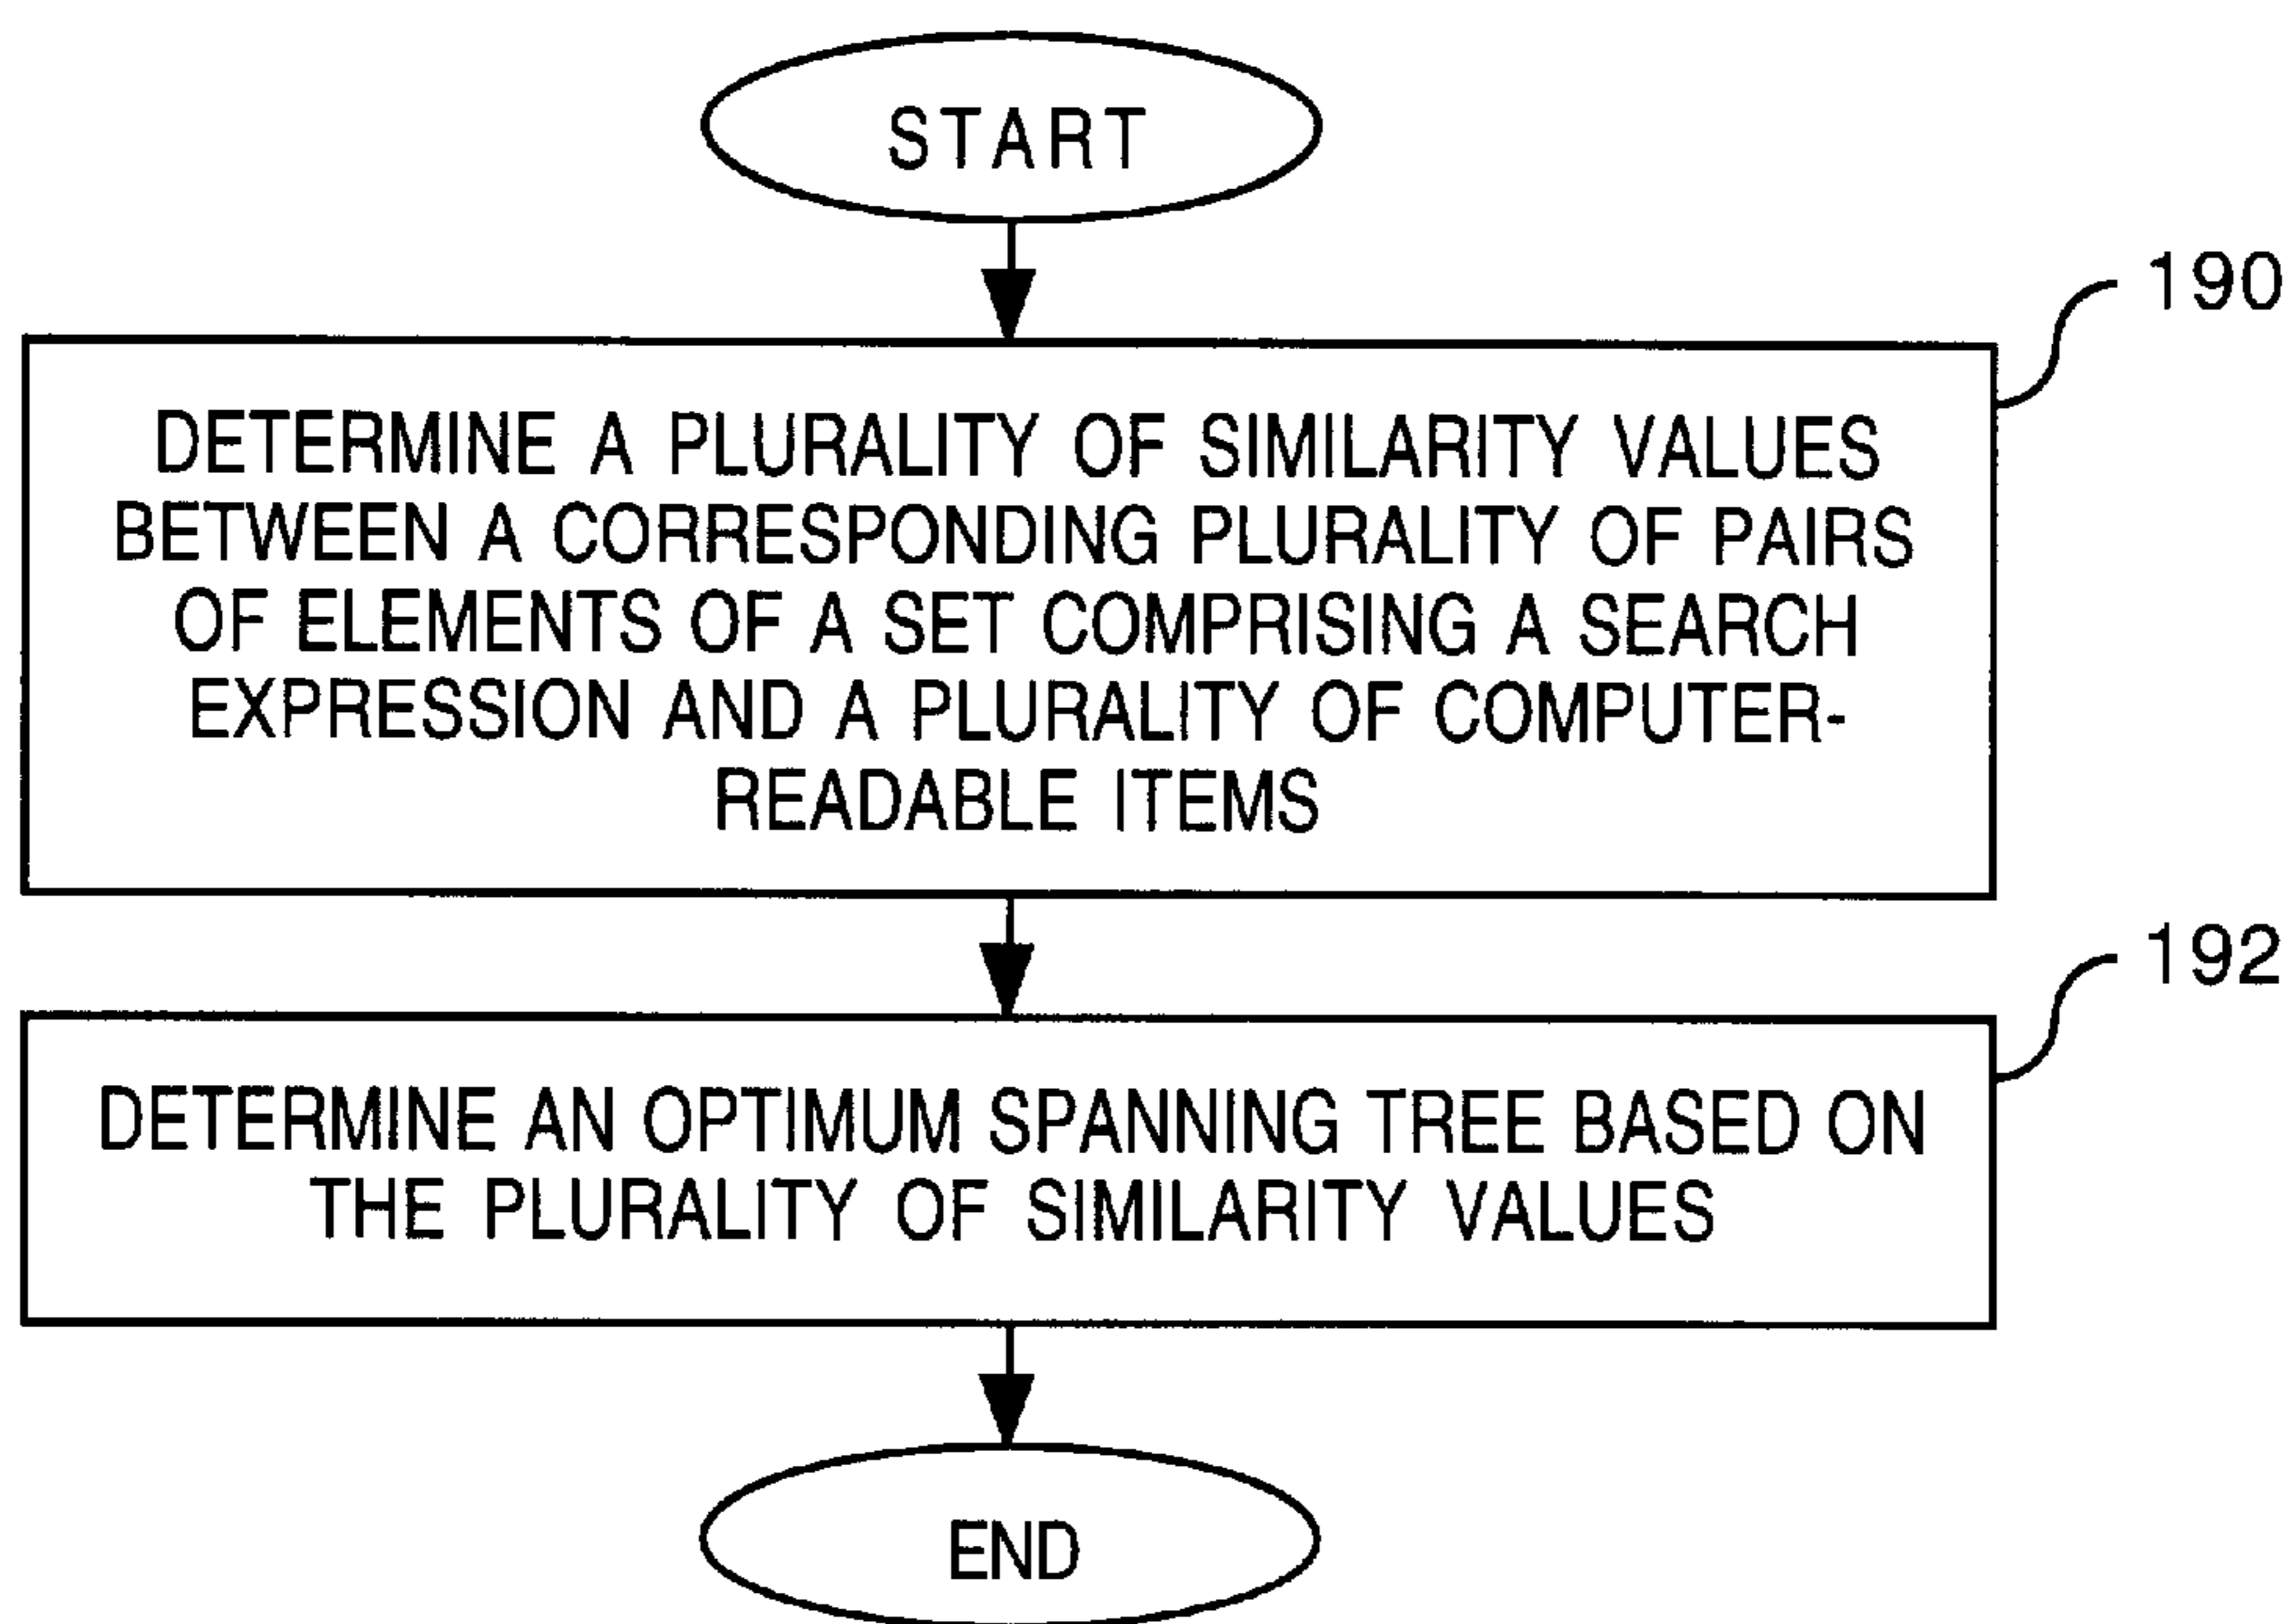 START
190
DETERMINE A PLURALITY OF SIMILARITY VALUES
BETWEEN A CORRESPONDING PLURALITY OF PAIRS
OF ELEMENTS OF A SET COMPRISING A SEARCH
EXPRESSION AND A PLURALITY OF COMPUTER-
READABLE ITEMS
192
DETERMINE AN OPTIMUM SPANNING TREE BASED ON
THE PLURALITY OF SIMILARITY VALUES
END